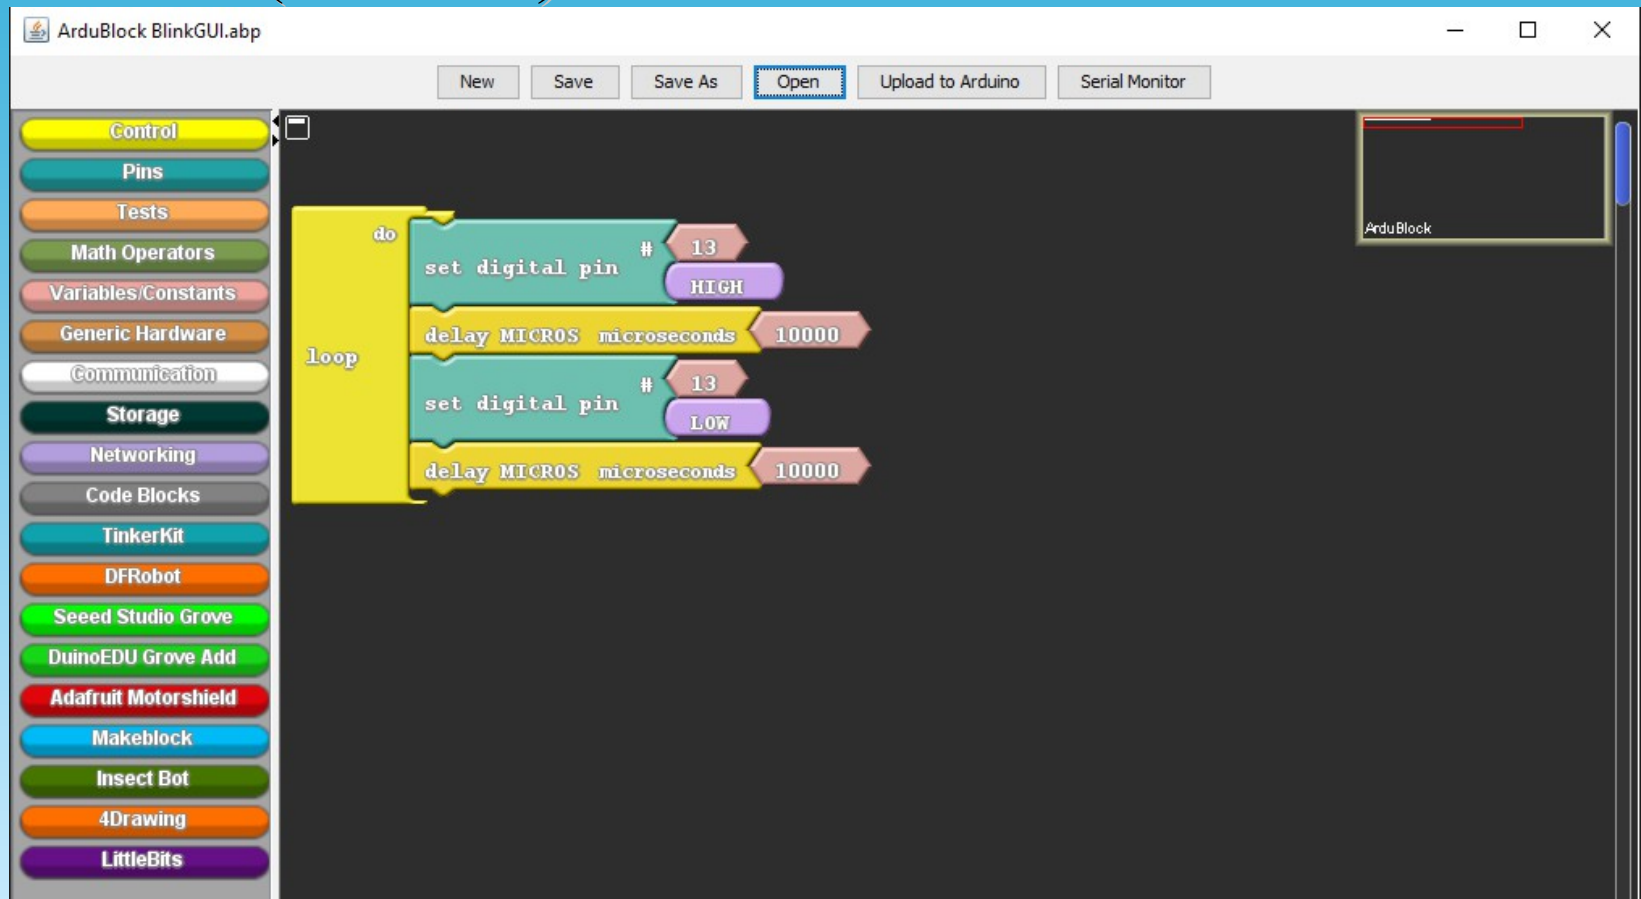 ArduBlock BlinkGUI.abp
New Save Save As Open Upload to Arduino Serial Monitor
Control
Pins
Tests
Math Operators
Variables/Constants
Generic Hardware
Communication
Storage
Networking
Code Blocks
TinkerKit
DFRobot
Seeed Studio Grove
DuinoEDU Grove Add
Adafruit Motorshield
Makeblock
Insect Bot
4Drawing
LittleBits
loop
do
set digital pin # 13
HIGH
delay MICROS microseconds 10000
set digital pin # 13
LOW
delay MICROS microseconds 10000
ArduBlock